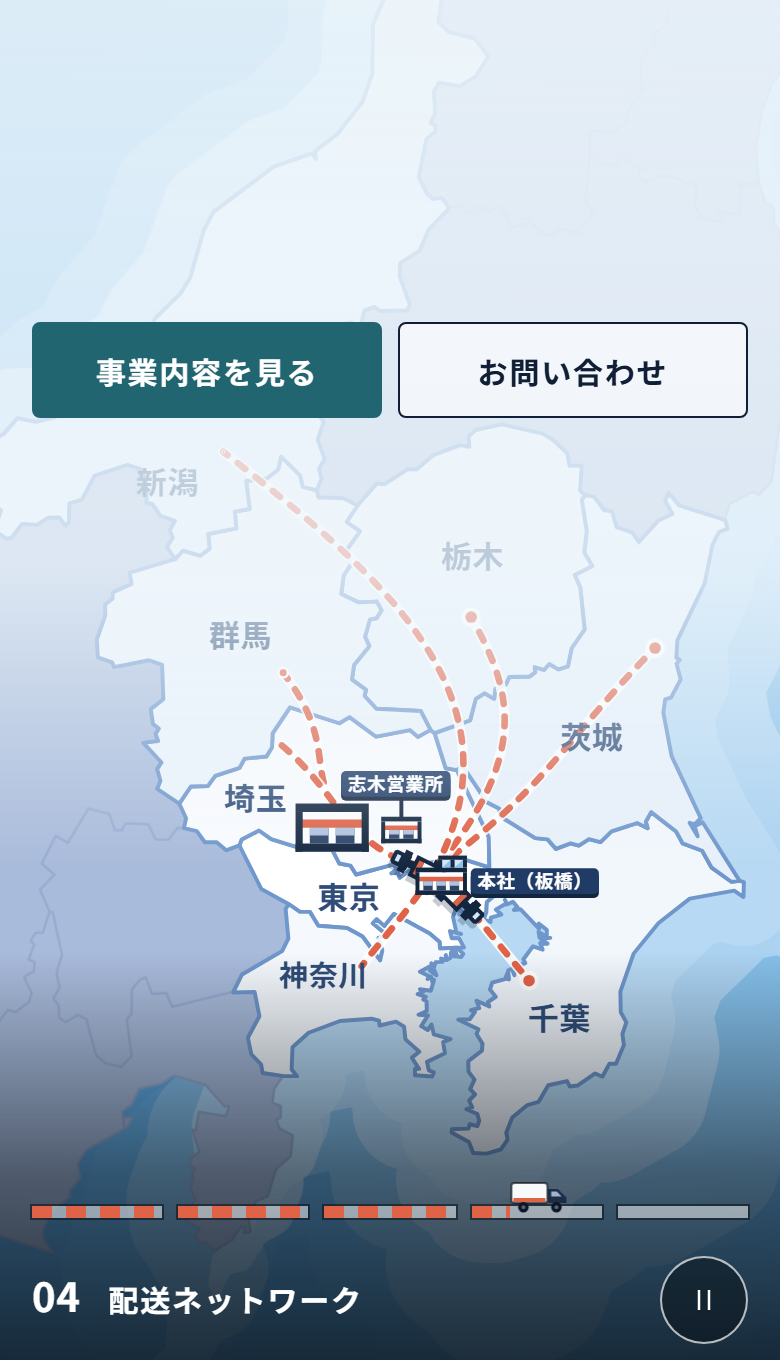 事業内容を見る
お問い合わせ
新潟
栃木
群馬
茨城
志木営業所
埼玉
本社（板橋）
東京
神奈川
千葉
04 配送ネットワーク